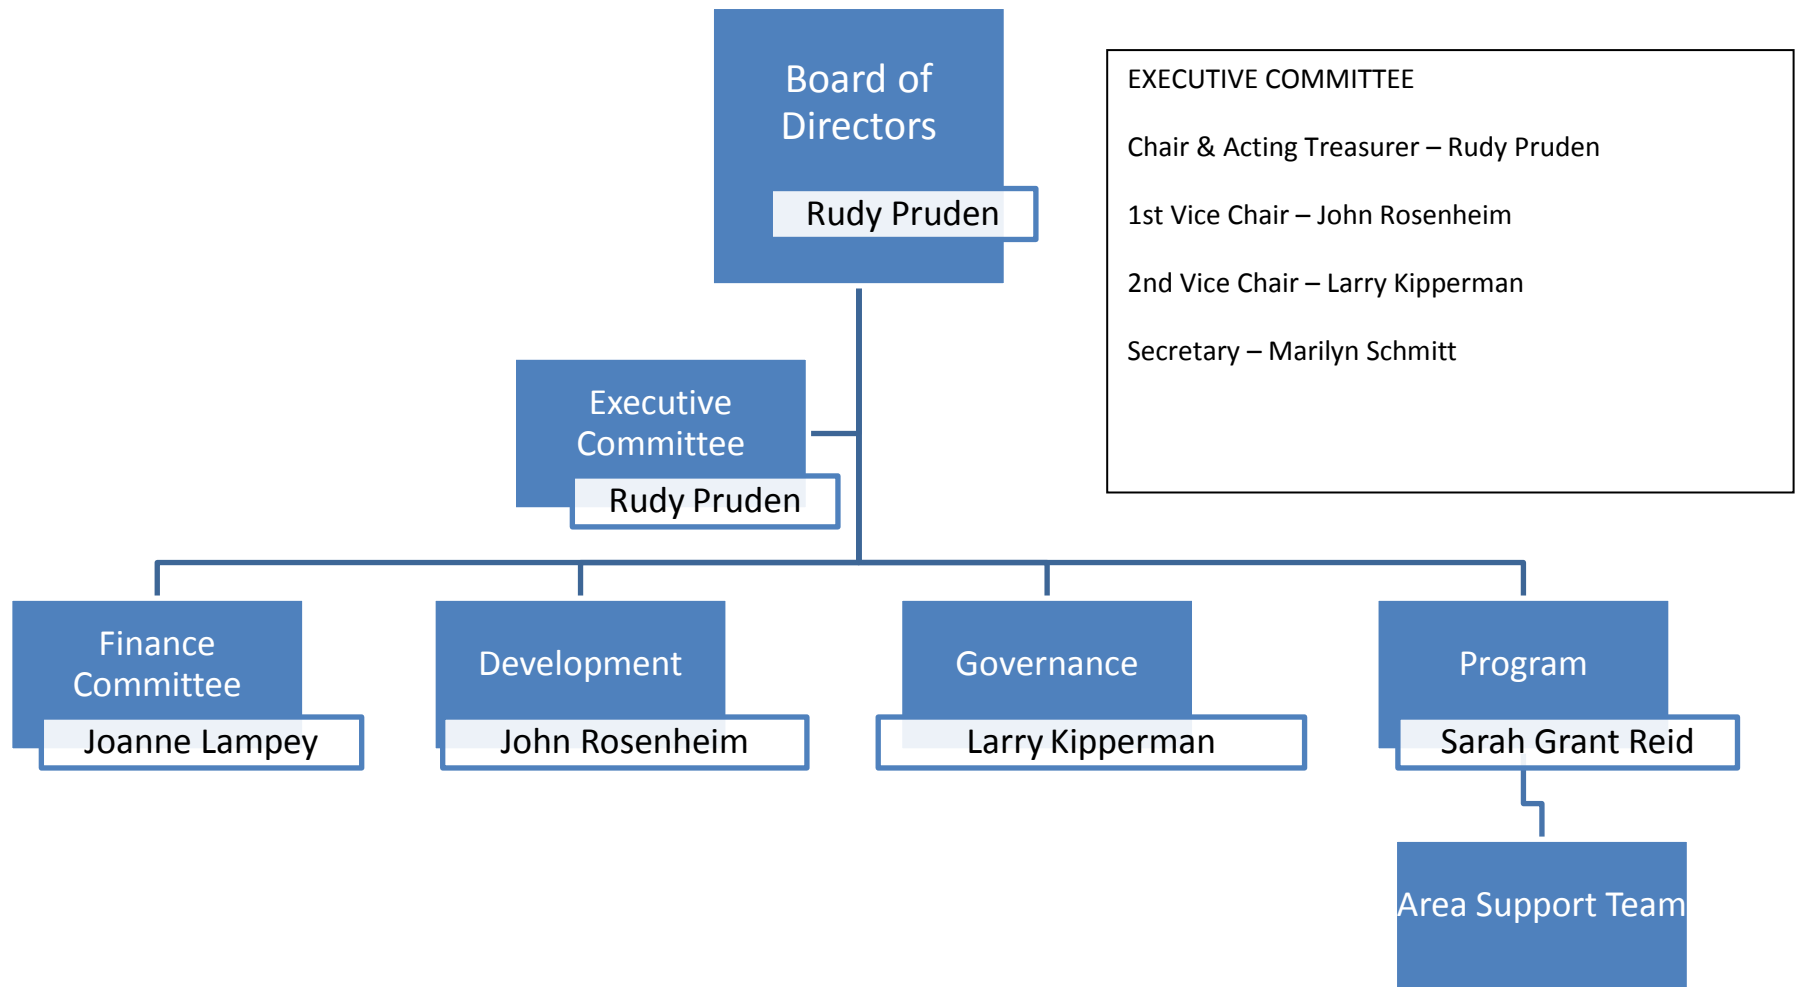 Board of
Directors
Rudy Pruden
EXECUTIVE COMMITTEE
Chair & Acting Treasurer – Rudy Pruden
1st Vice Chair – John Rosenheim
2nd Vice Chair – Larry Kipperman
Secretary – Marilyn Schmitt
Executive
Committee
Rudy Pruden
Finance
Committee
Joanne Lampey
Development
John Rosenheim
Governance
Larry Kipperman
Program
Sarah Grant Reid
Area Support Team